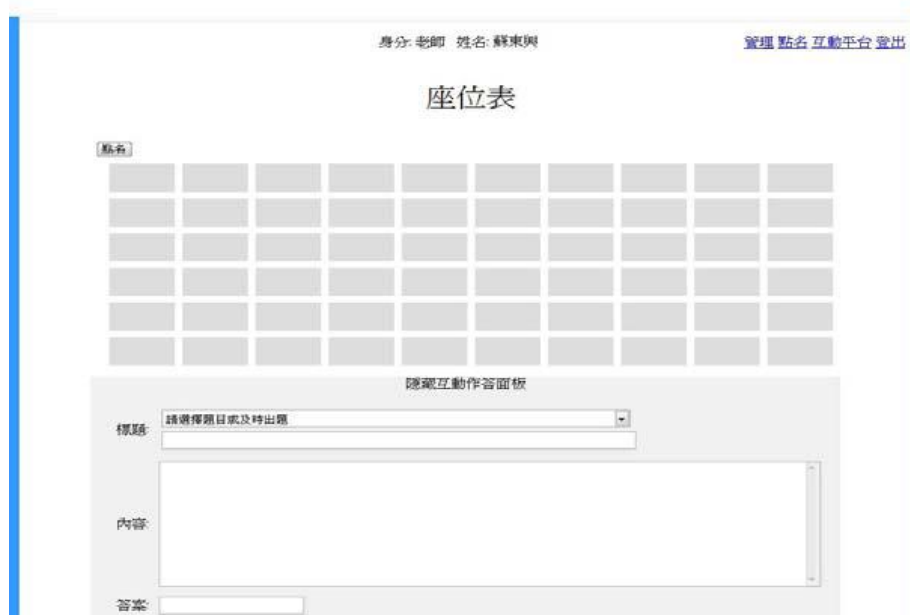 身分: 老師 姓名: 蘇東興 管理 點名 互動平台 登出
座位表
點名
隱藏互動作答面板
標題:
請選擇題目或及時出題
內容:
答案: